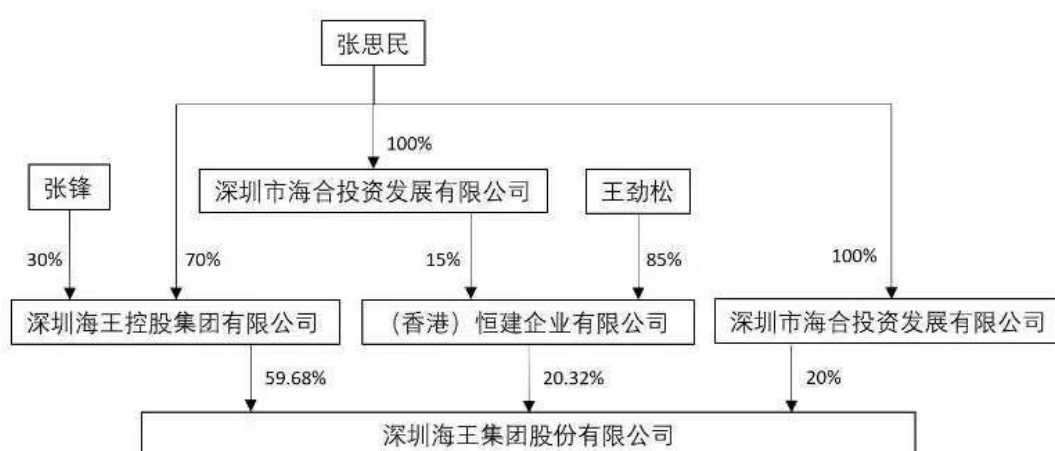 张思民
100%
张锋
深圳市海合投资发展有限公司
王劲松
30%
70%
15%
85%
100%
深圳海王控股集团有限公司
（香港）恒建企业有限公司
深圳市海合投资发展有限公司
59.68%
20.32%
20%
深圳海王集团股份有限公司